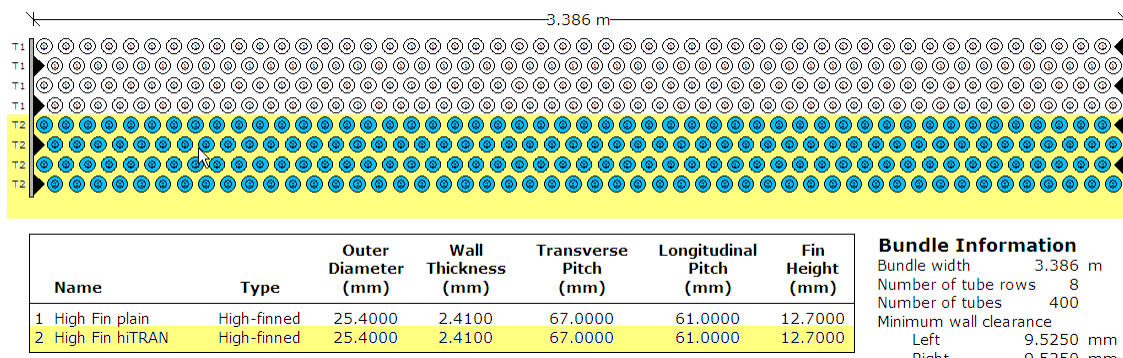 3.386 m
T1
T1
T1
T1
T2
T2
T2
T2
Outer Wall Transverse Longitudinal Fin
Diameter Thickness Pitch Pitch Height
Name Type (mm) (mm) (mm) (mm) (mm)
1 High Fin plain High-finned 25.4000 2.4100 67.0000 61.0000 12.7000
2 High Fin hiTRAN High-finned 25.4000 2.4100 67.0000 61.0000 12.7000
Bundle Information
Bundle width 3.386 m
Number of tube rows 8
Number of tubes 400
Minimum wall clearance
Left 9.5250 mm
Right 9.5250 mm